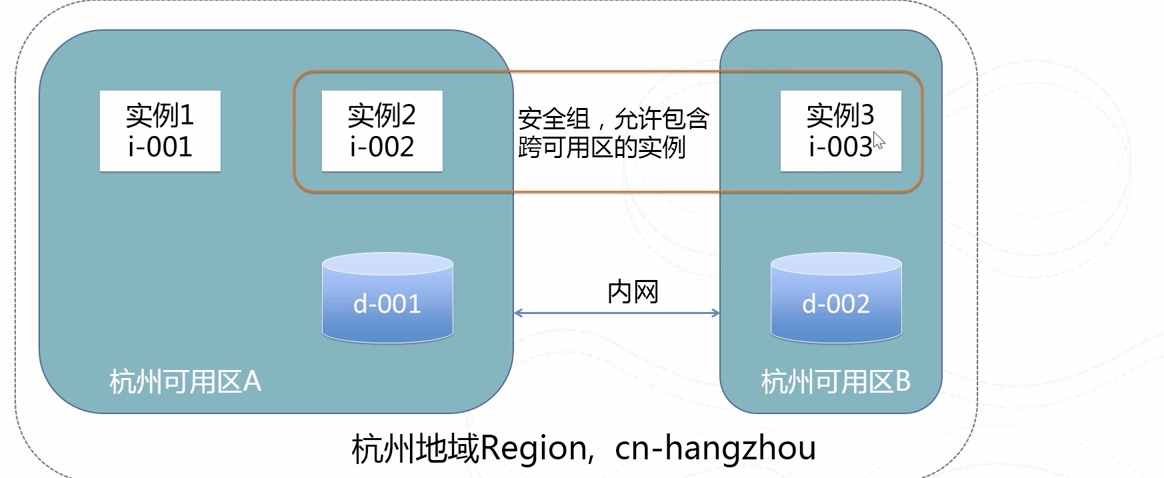 实例1
i-001
实例2
i-002
安全组，允许包含
跨可用区的实例
实例3
i-003
d-001
内网
d-002
杭州可用区A
杭州可用区B
杭州地域Region, cn-hangzhou